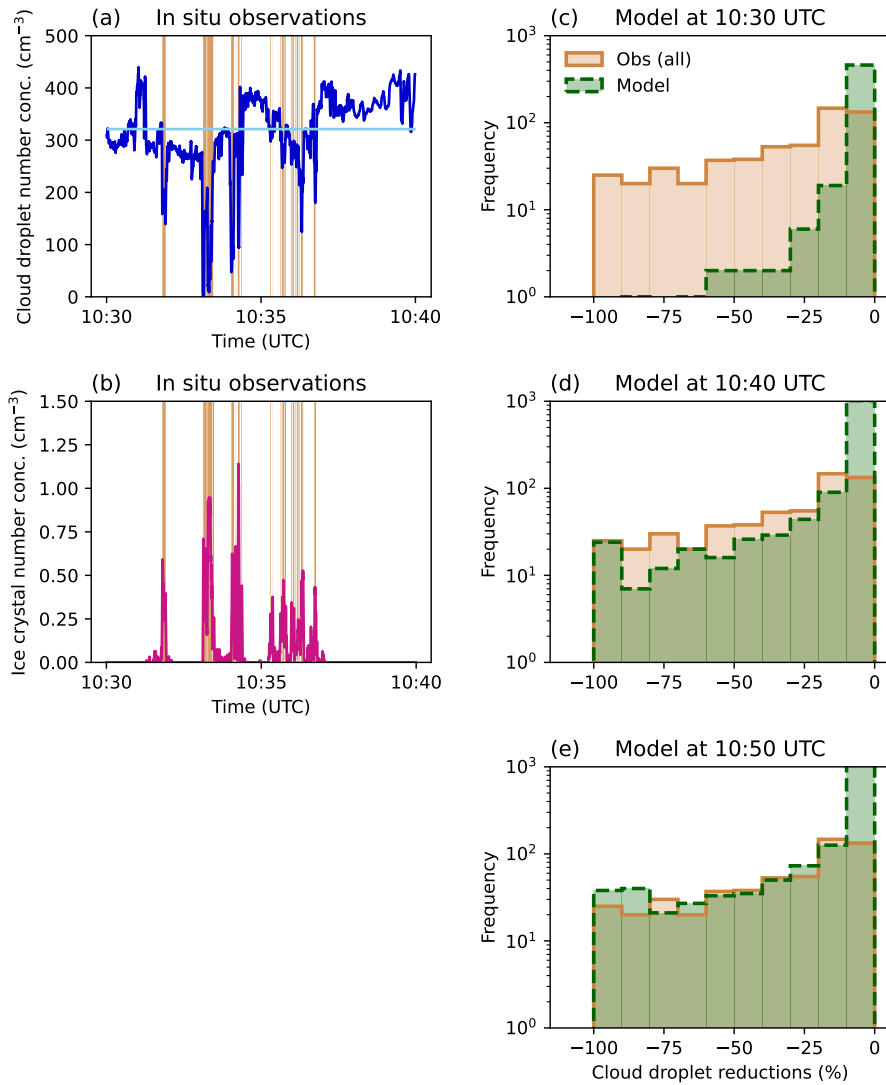 (a) In situ observations
Cloud droplet number conc. (cm⁻³)
500
400
300
200
100
0
10:30 10:35 10:40
Time (UTC)
(b) In situ observations
Ice crystal number conc. (cm⁻³)
1.50
1.25
1.00
0.75
0.50
0.25
0.00
10:30 10:35 10:40
Time (UTC)
(c) Model at 10:30 UTC
Obs (all)
Model
Frequency
10³
10²
10¹
10⁰
−100 −75 −50 −25 0
(d) Model at 10:40 UTC
Frequency
10³
10²
10¹
10⁰
−100 −75 −50 −25 0
(e) Model at 10:50 UTC
Frequency
10³
10²
10¹
10⁰
−100 −75 −50 −25 0
Cloud droplet reductions (%)